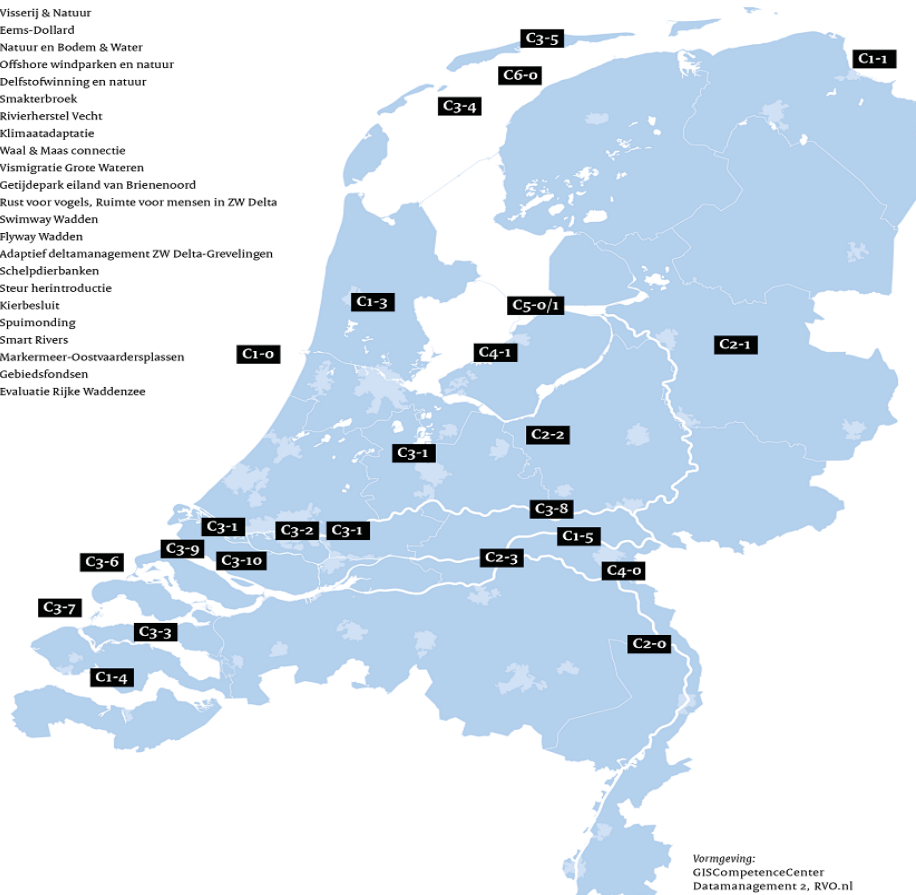 Visserij & Natuur
Eems-Dollard
Natuur en Bodem & Water
Offshore windparken en natuur
Delfstofwinning en natuur
Smakterbroek
Rivierherstel Vecht
Klimaatadaptatie
Waal & Maas connectie
Vismigratie Grote Wateren
Getijdepark eiland van Brienenoord
Rust voor vogels, Ruimte voor mensen in ZW Delta
Swimway Wadden
Flyway Wadden
Adaptief deltamanagement ZW Delta-Grevelingen
Schelpdierbanken
Steur herintroductie
Kierbesluit
Spuimonding
Smart Rivers
Markermeer-Oostvaardersplassen
Gebiedsfondsen
Evaluatie Rijke Waddenzee
C3-5
C1-1
C6-0
C3-4
C1-3
C5-0/1
C2-1
C1-0
C4-1
C2-2
C3-1
C3-8
C3-1
C3-2
C3-1
C1-5
C3-9
C3-10
C2-3
C3-6
C4-0
C3-7
C3-3
C2-0
C1-4
Vormgeving:
GISCompetenceCenter
Datamanagement 2, RVO.nl